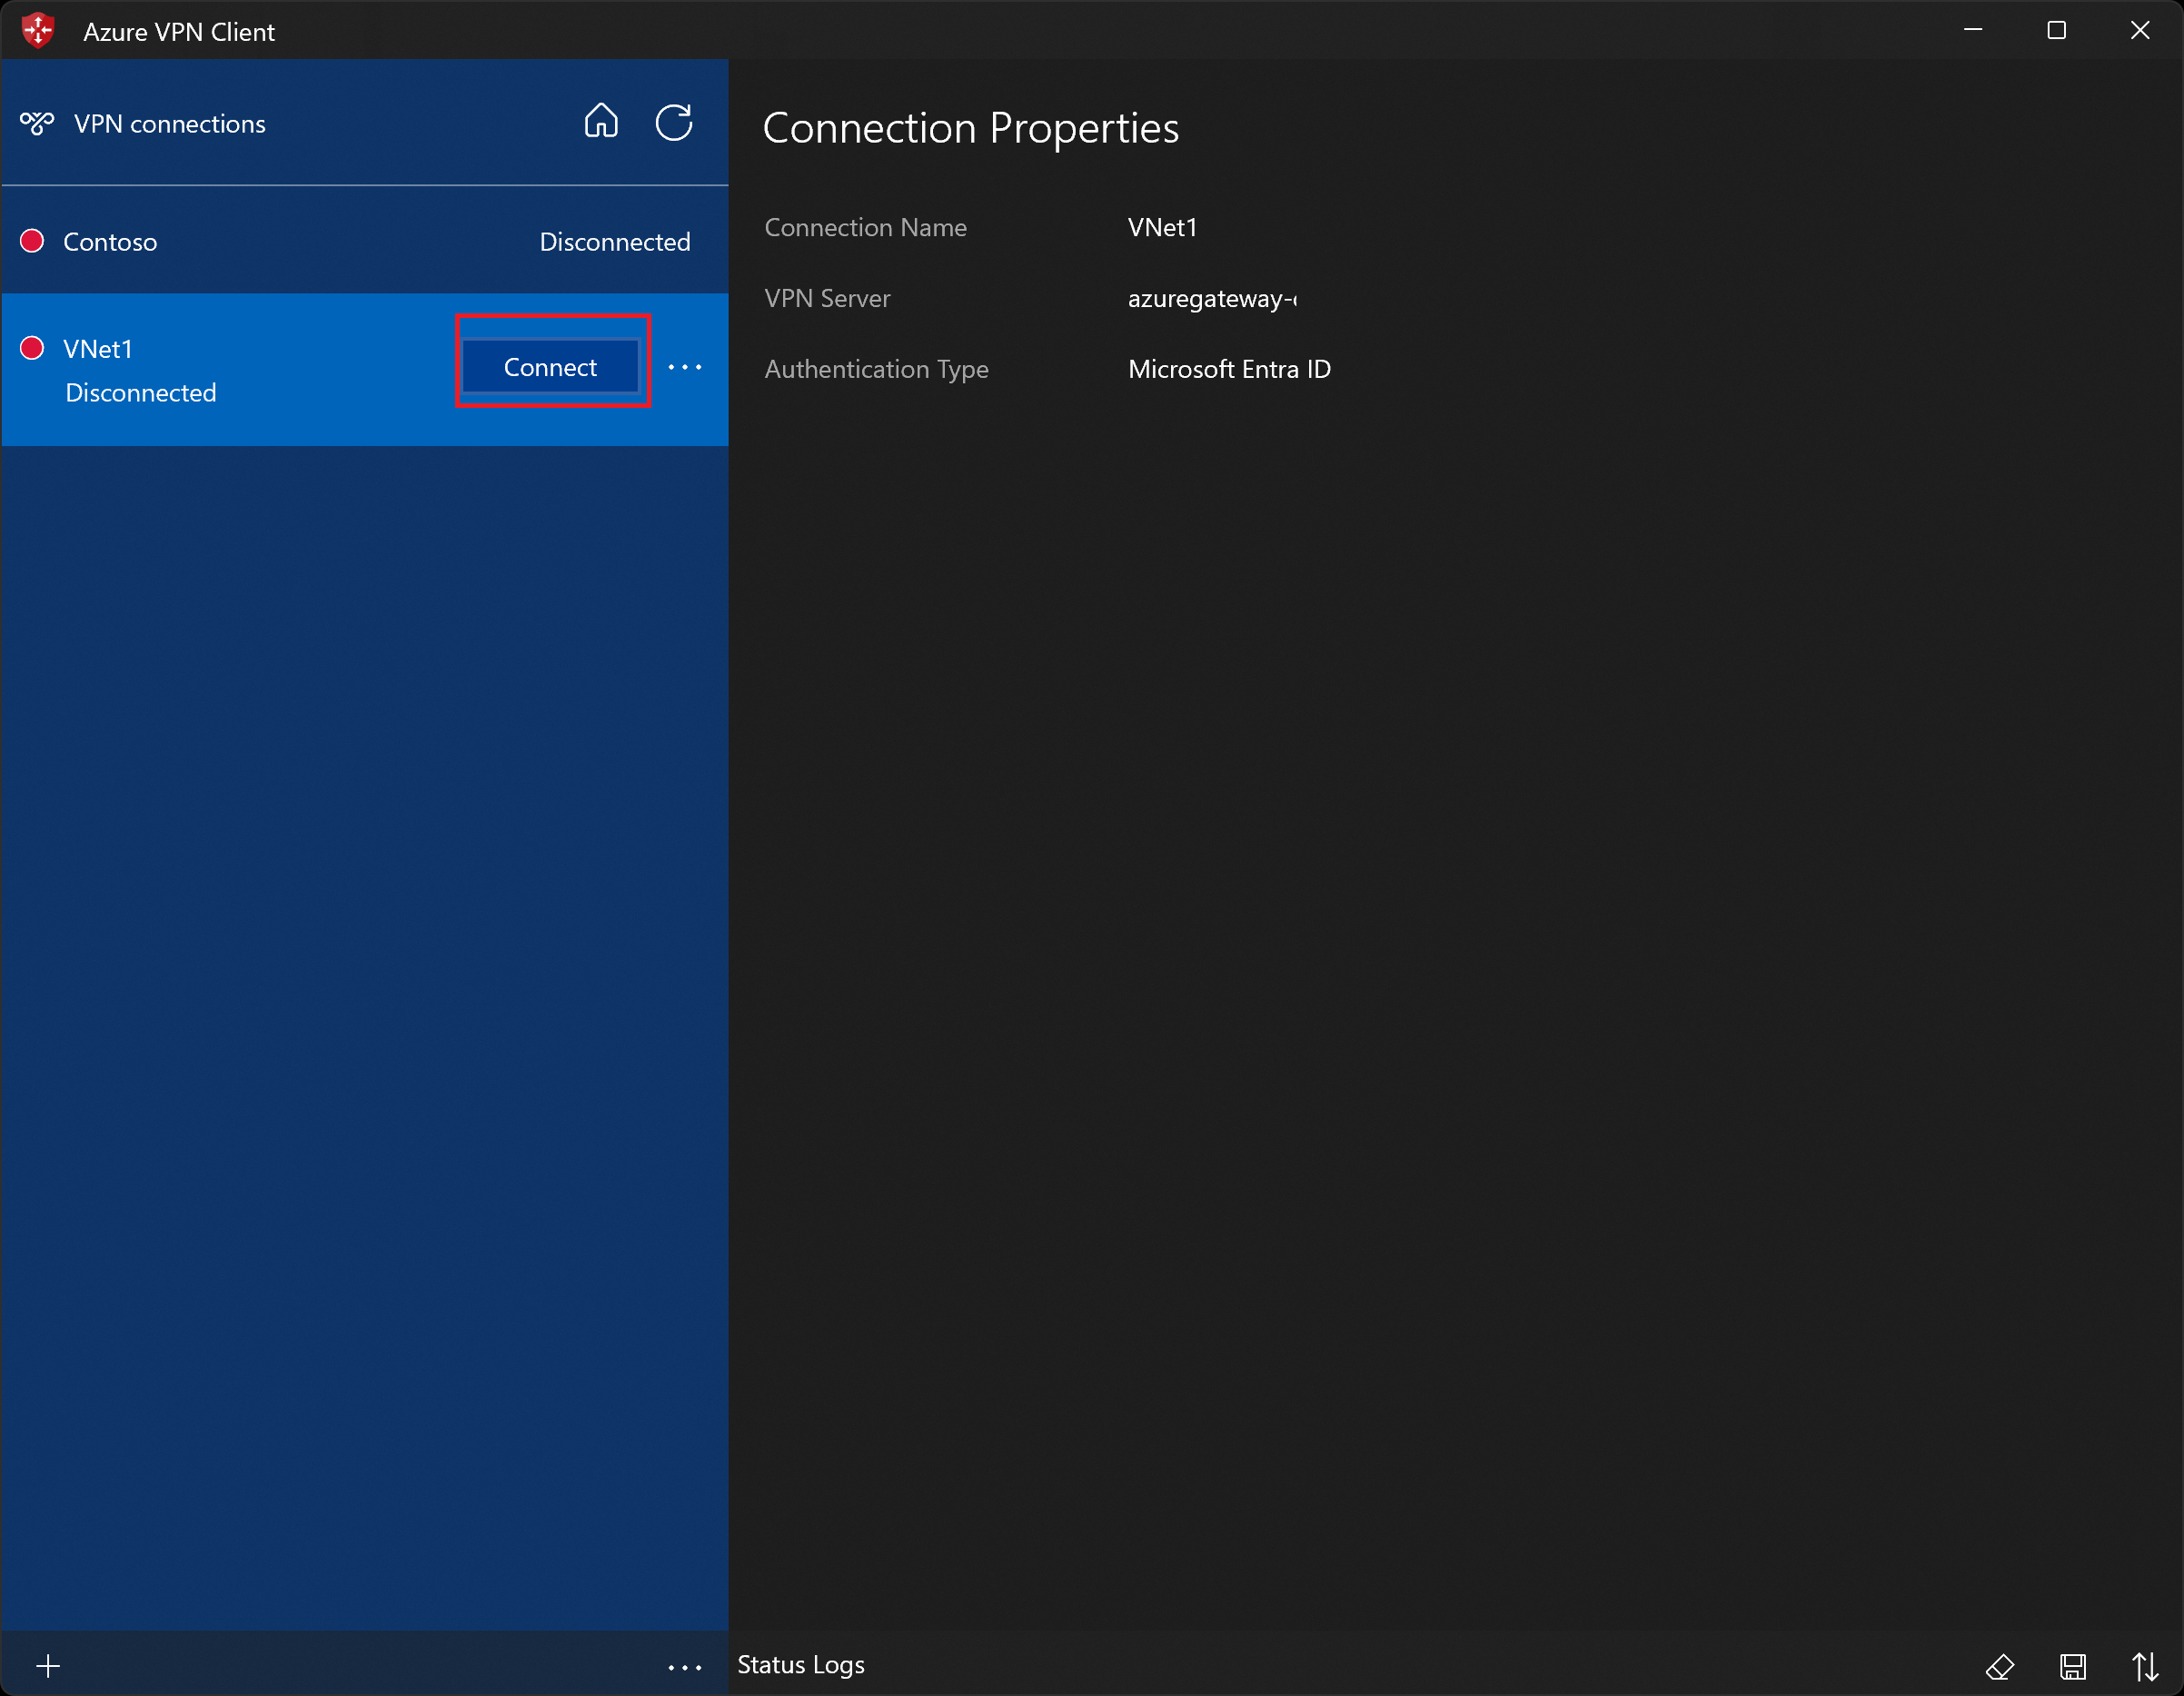 Azure VPN Client
VPN connections
Contoso Disconnected
VNet1
Connect
Disconnected
Connection Properties
Connection Name VNet1
VPN Server azuregateway-
Authentication Type Microsoft Entra ID
Status Logs